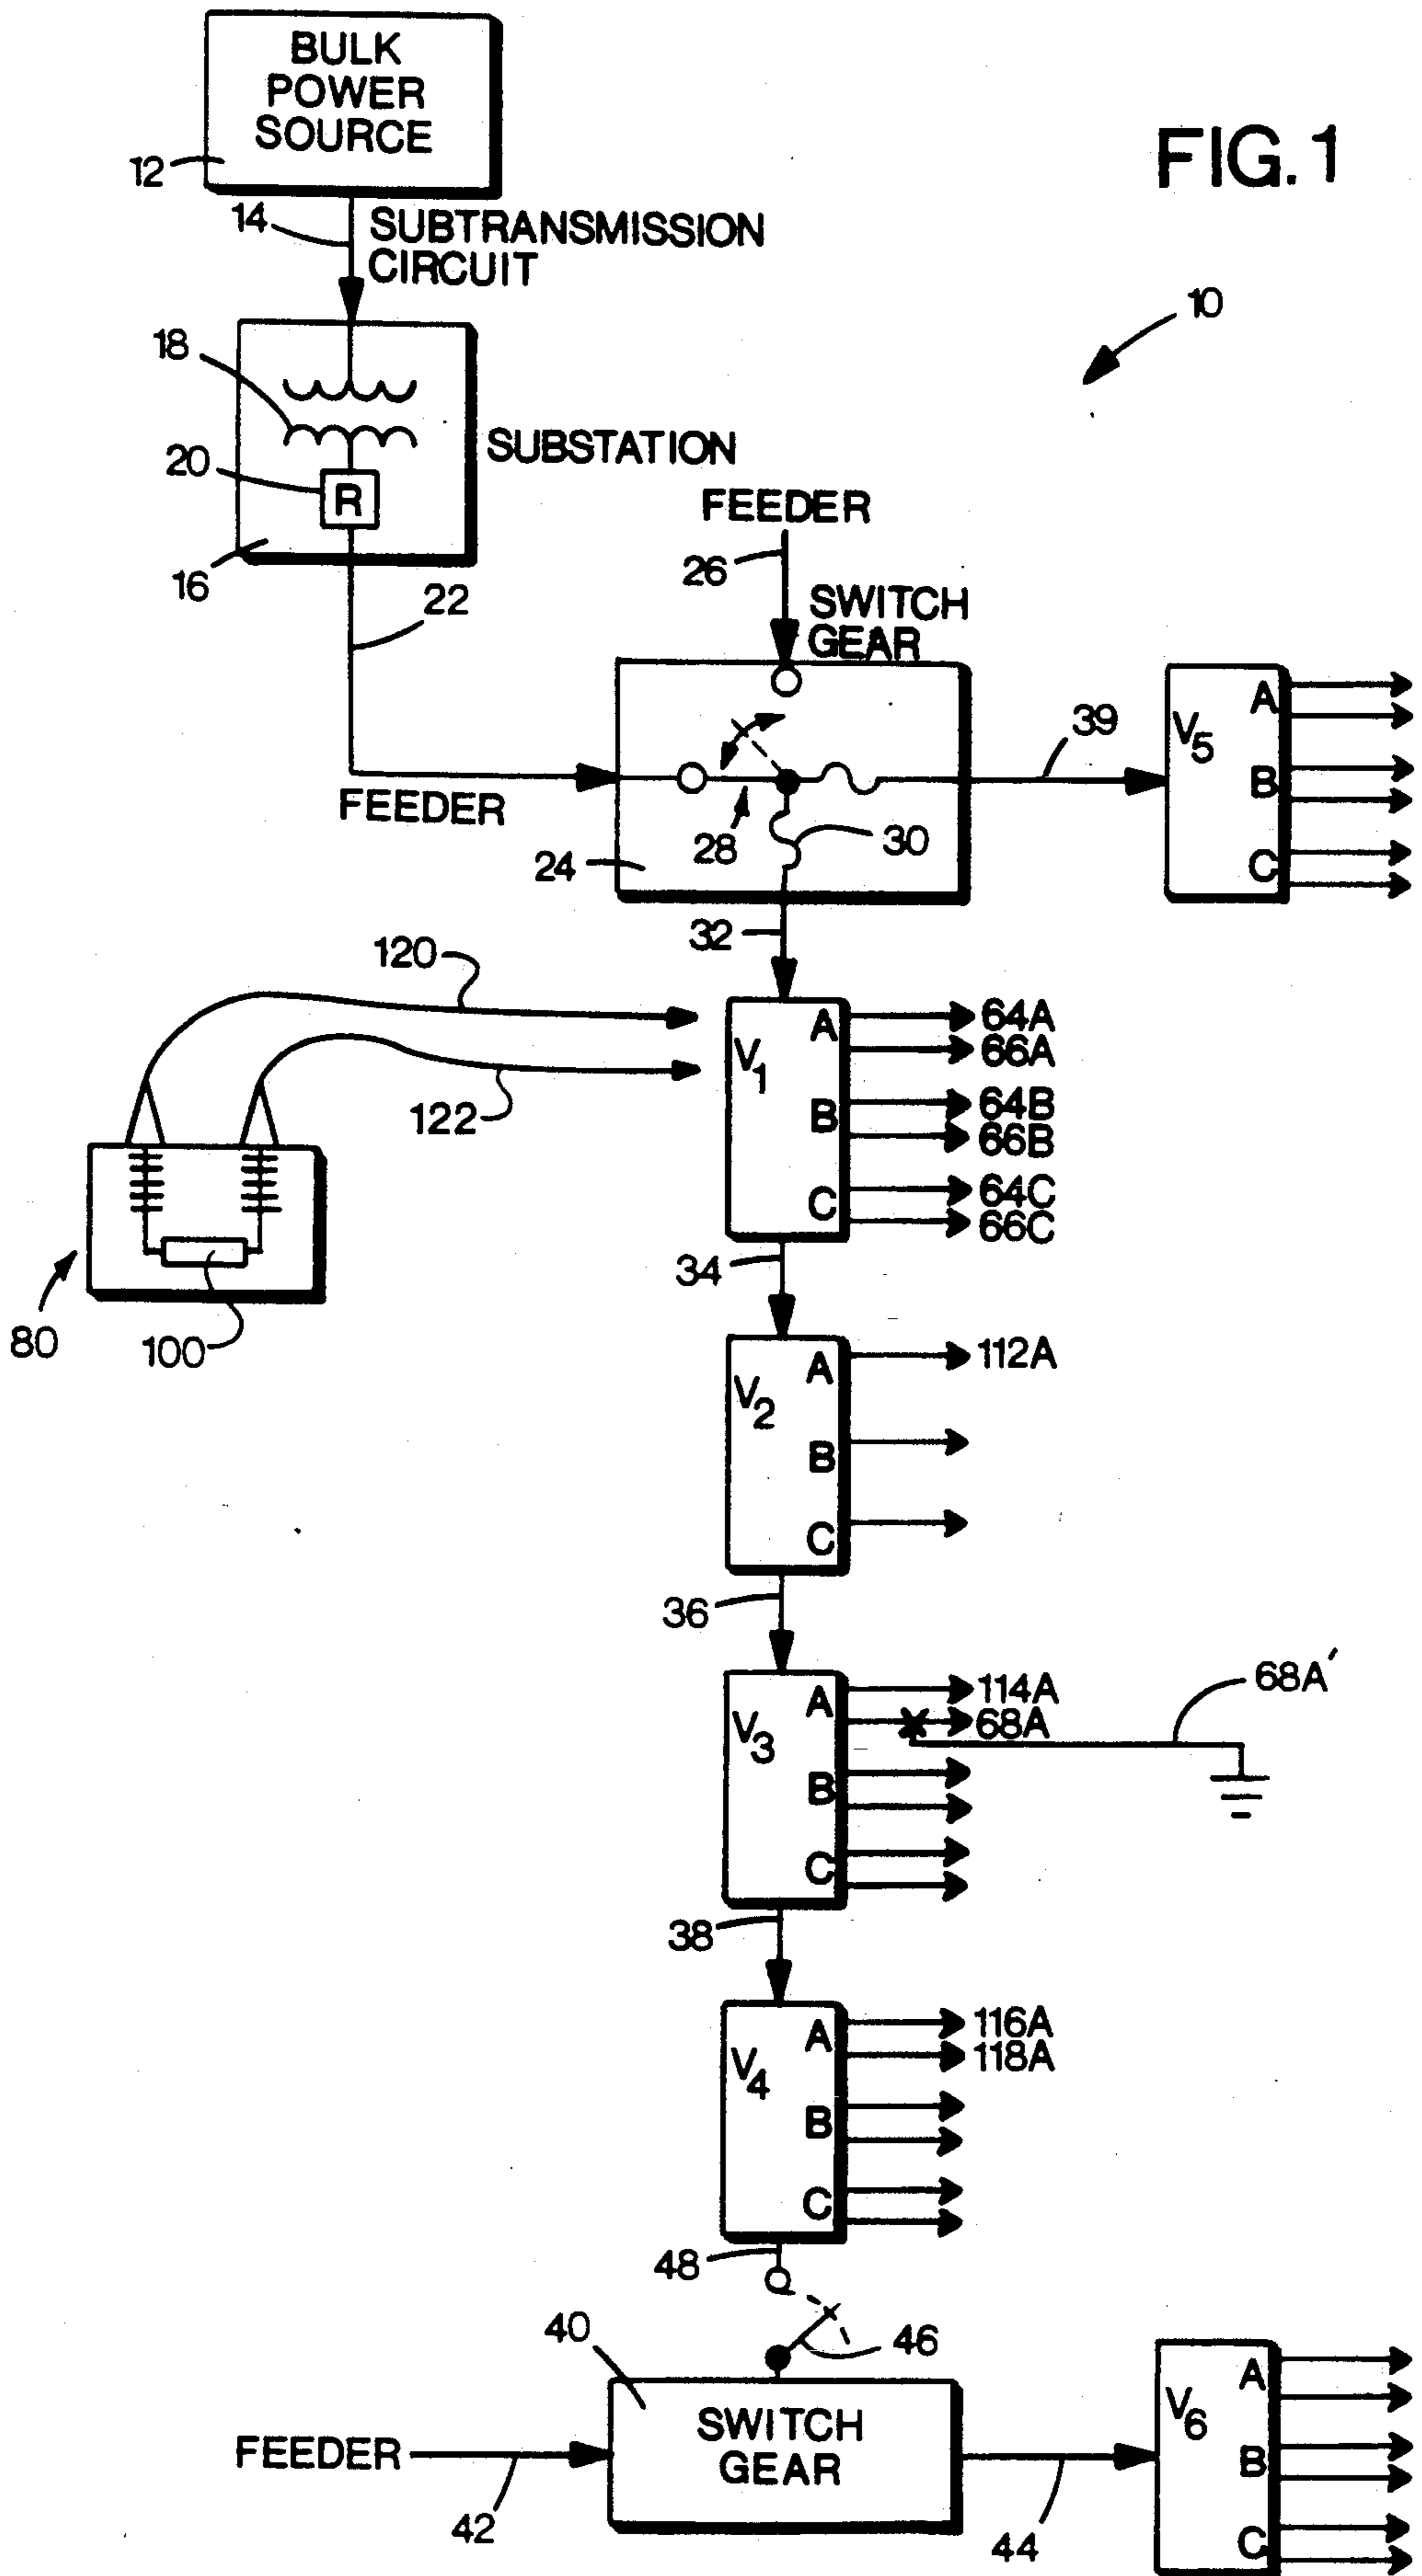 BULK
POWER
SOURCE
12
FIG. 1
14
SUBTRANSMISSION
CIRCUIT
10
18
SUBSTATION
20
R
FEEDER
26
16
22
SWITCH
GEAR
39
V5
A
B
C
FEEDER
28
30
24
32
120
122
V1
A
B
C
64A
66A
64B
66B
64C
66C
34
80
100
V2
A
B
C
112A
36
V3
A
B
C
114A
68A
68A'
38
V4
A
B
C
116A
118A
48
40
46
SWITCH
GEAR
FEEDER
42
44
V6
A
B
C